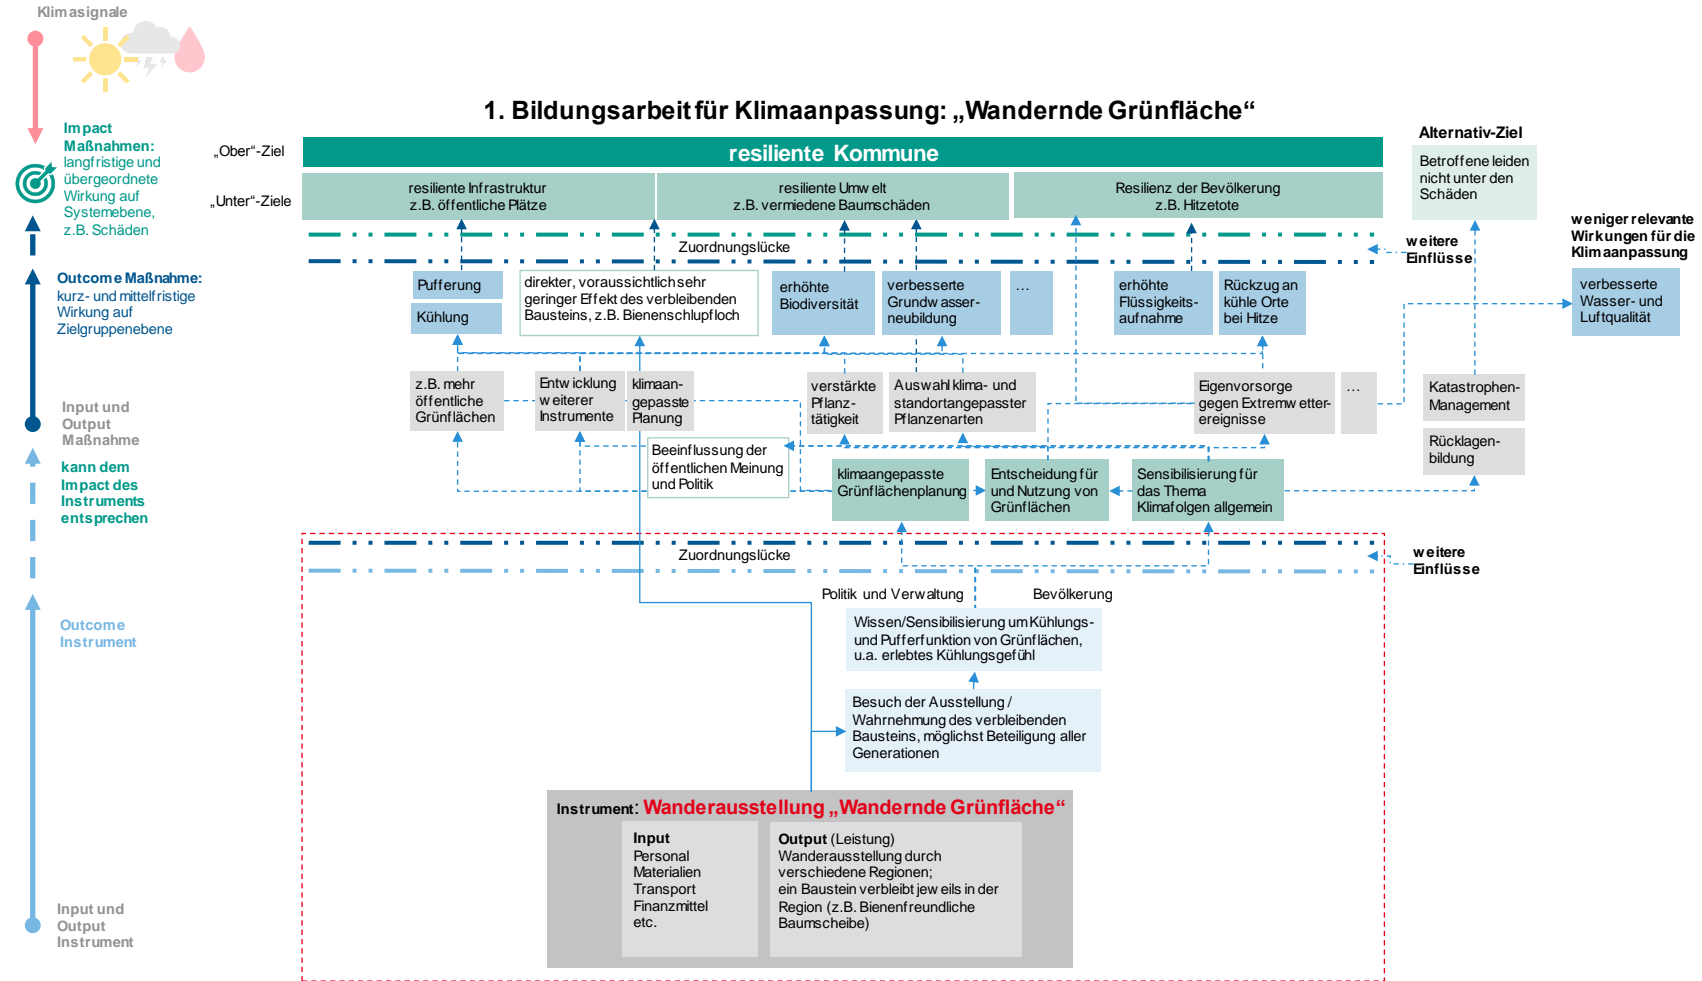 Klimasignale
1. Bildungsarbeit für Klimaanpassung: „Wandernde Grünfläche“
Impact
Maßnahmen:
langfristige und
übergeordnete
Wirkung auf
Systemebene,
z.B. Schäden
„Ober“-Ziel
resiliente Kommune
Alternativ-Ziel
Betroffene leiden
nicht unter den
Schäden
„Unter“-Ziele
resiliente Infrastruktur
z.B. öffentliche Plätze
resiliente Umwelt
z.B. vermiedene Baumschäden
Resilienz der Bevölkerung
z.B. Hitzetote
Zuordnungslücke
weitere
Einflüsse
weniger relevante
Wirkungen für die
Klimaanpassung
verbesserte
Wasser- und
Luftqualität
Outcome Maßnahme:
kurz- und mittelfristige
Wirkung auf
Zielgruppenebene
Pufferung
Kühlung
direkter, voraussichtlich sehr
geringer Effekt des verbleibenden
Bausteins, z.B. Bienenschlupfloch
erhöhte
Biodiversität
verbesserte
Grundwasser-
neubildung
...
erhöhte
Flüssigkeits-
aufnahme
Rückzug an
kühle Orte
bei Hitze
Input und
Output
Maßnahme
z.B. mehr
öffentliche
Grünflächen
Entwicklung
weiterer
Instrumente
klimaan-
gepasste
Planung
verstärkte
Pflanz-
tätigkeit
Auswahl klima- und
standortangepasster
Pflanzenarten
Eigenvorsorge
gegen Extremwetter-
ereignisse
...
Katastrophen-
Management
Rücklagen-
bildung
kann dem
Impact des
Instruments
entsprechen
Beeinflussung der
öffentlichen Meinung
und Politik
klimaangepasste
Grünflächenplanung
Entscheidung für
und Nutzung von
Grünflächen
Sensibilisierung für
das Thema
Klimafolgen allgemein
Zuordnungslücke
weitere
Einflüsse
Politik und Verwaltung
Bevölkerung
Outcome
Instrument
Wissen/Sensibilisierung um Kühlungs-
und Pufferfunktion von Grünflächen,
u.a. erlebtes Kühlungsgefühl
Besuch der Ausstellung /
Wahrnehmung des verbleibenden
Bausteins, möglichst Beteiligung aller
Generationen
Instrument: Wanderausstellung „Wandernde Grünfläche“
Input
Personal
Materialien
Transport
Finanzmittel
etc.
Output (Leistung)
Wanderausstellung durch
verschiedene Regionen;
ein Baustein verbleibt jeweils in der
Region (z.B. Bienenfreundliche
Baumscheibe)
Input und
Output
Instrument